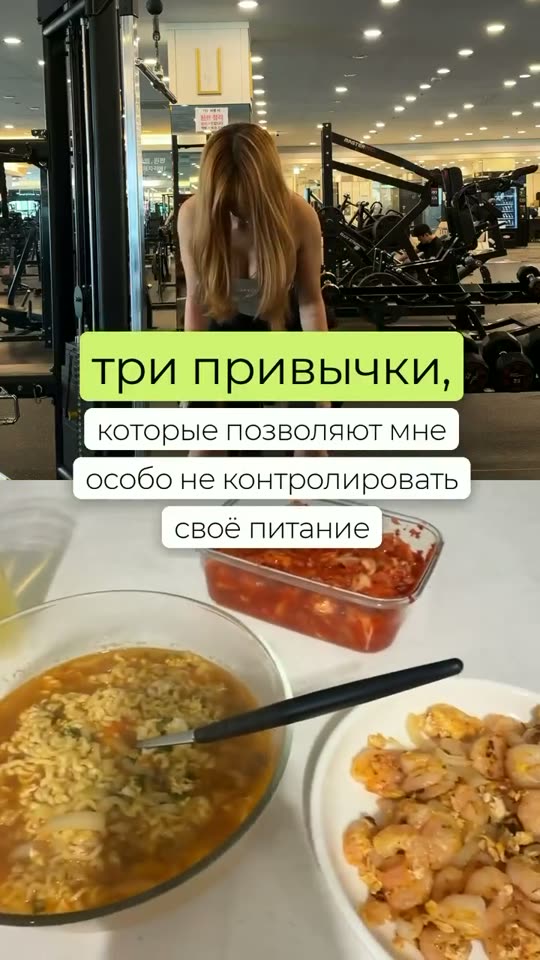 три привычки,
которые позволяют мне
особо не контролировать
своё питание